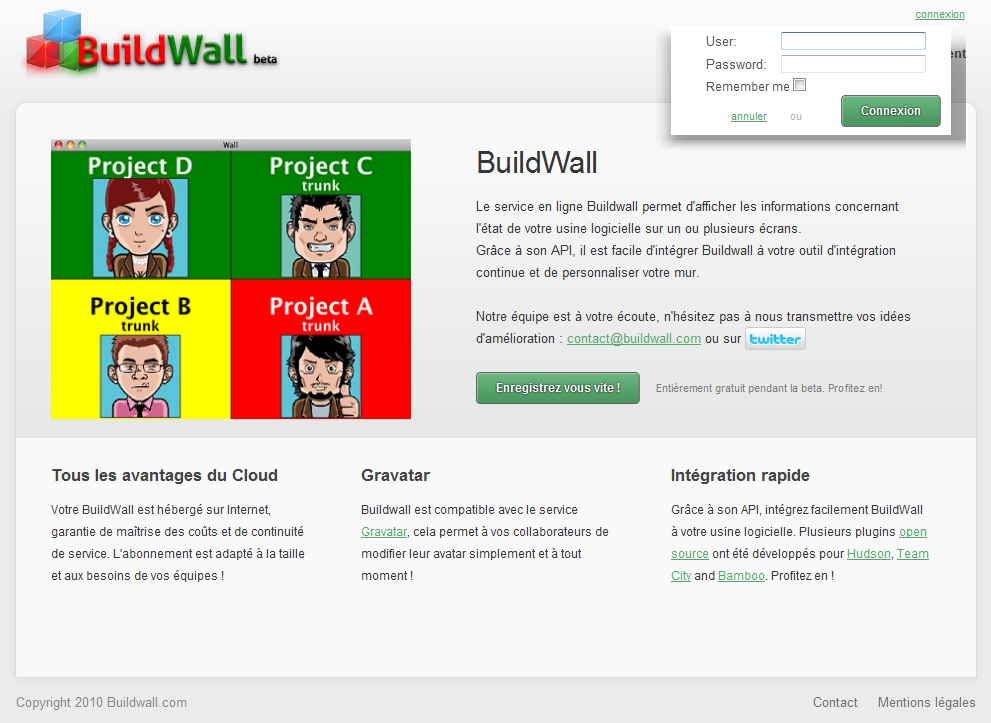 connexion
BuildWall beta
User:
Password:
Remember me
annuler ou Connexion
Wall
Project D
Project C
trunk
Project B
trunk
Project A
trunk
BuildWall
Le service en ligne Buildwall permet d'afficher les informations concernant
l'état de votre usine logicielle sur un ou plusieurs écrans.
Grâce à son API, il est facile d'intégrer Buildwall à votre outil d'intégration
continue et de personnaliser votre mur.
Notre équipe est à votre écoute, n'hésitez pas à nous transmettre vos idées
d'amélioration : contact@buildwall.com ou sur twitter
Enregistrez vous vite ! Entièrement gratuit pendant la beta. Profitez en!
Tous les avantages du Cloud
Votre BuildWall est hébergé sur Internet,
garantie de maîtrise des coûts et de continuité
de service. L'abonnement est adapté à la taille
et aux besoins de vos équipes !
Gravatar
Buildwall est compatible avec le service
Gravatar, cela permet à vos collaborateurs de
modifier leur avatar simplement et à tout
moment !
Intégration rapide
Grâce à son API, intégrez facilement BuildWall
à votre usine logicielle. Plusieurs plugins open
source ont été développés pour Hudson, Team
City and Bamboo. Profitez en !
Copyright 2010 Buildwall.com
Contact Mentions légales